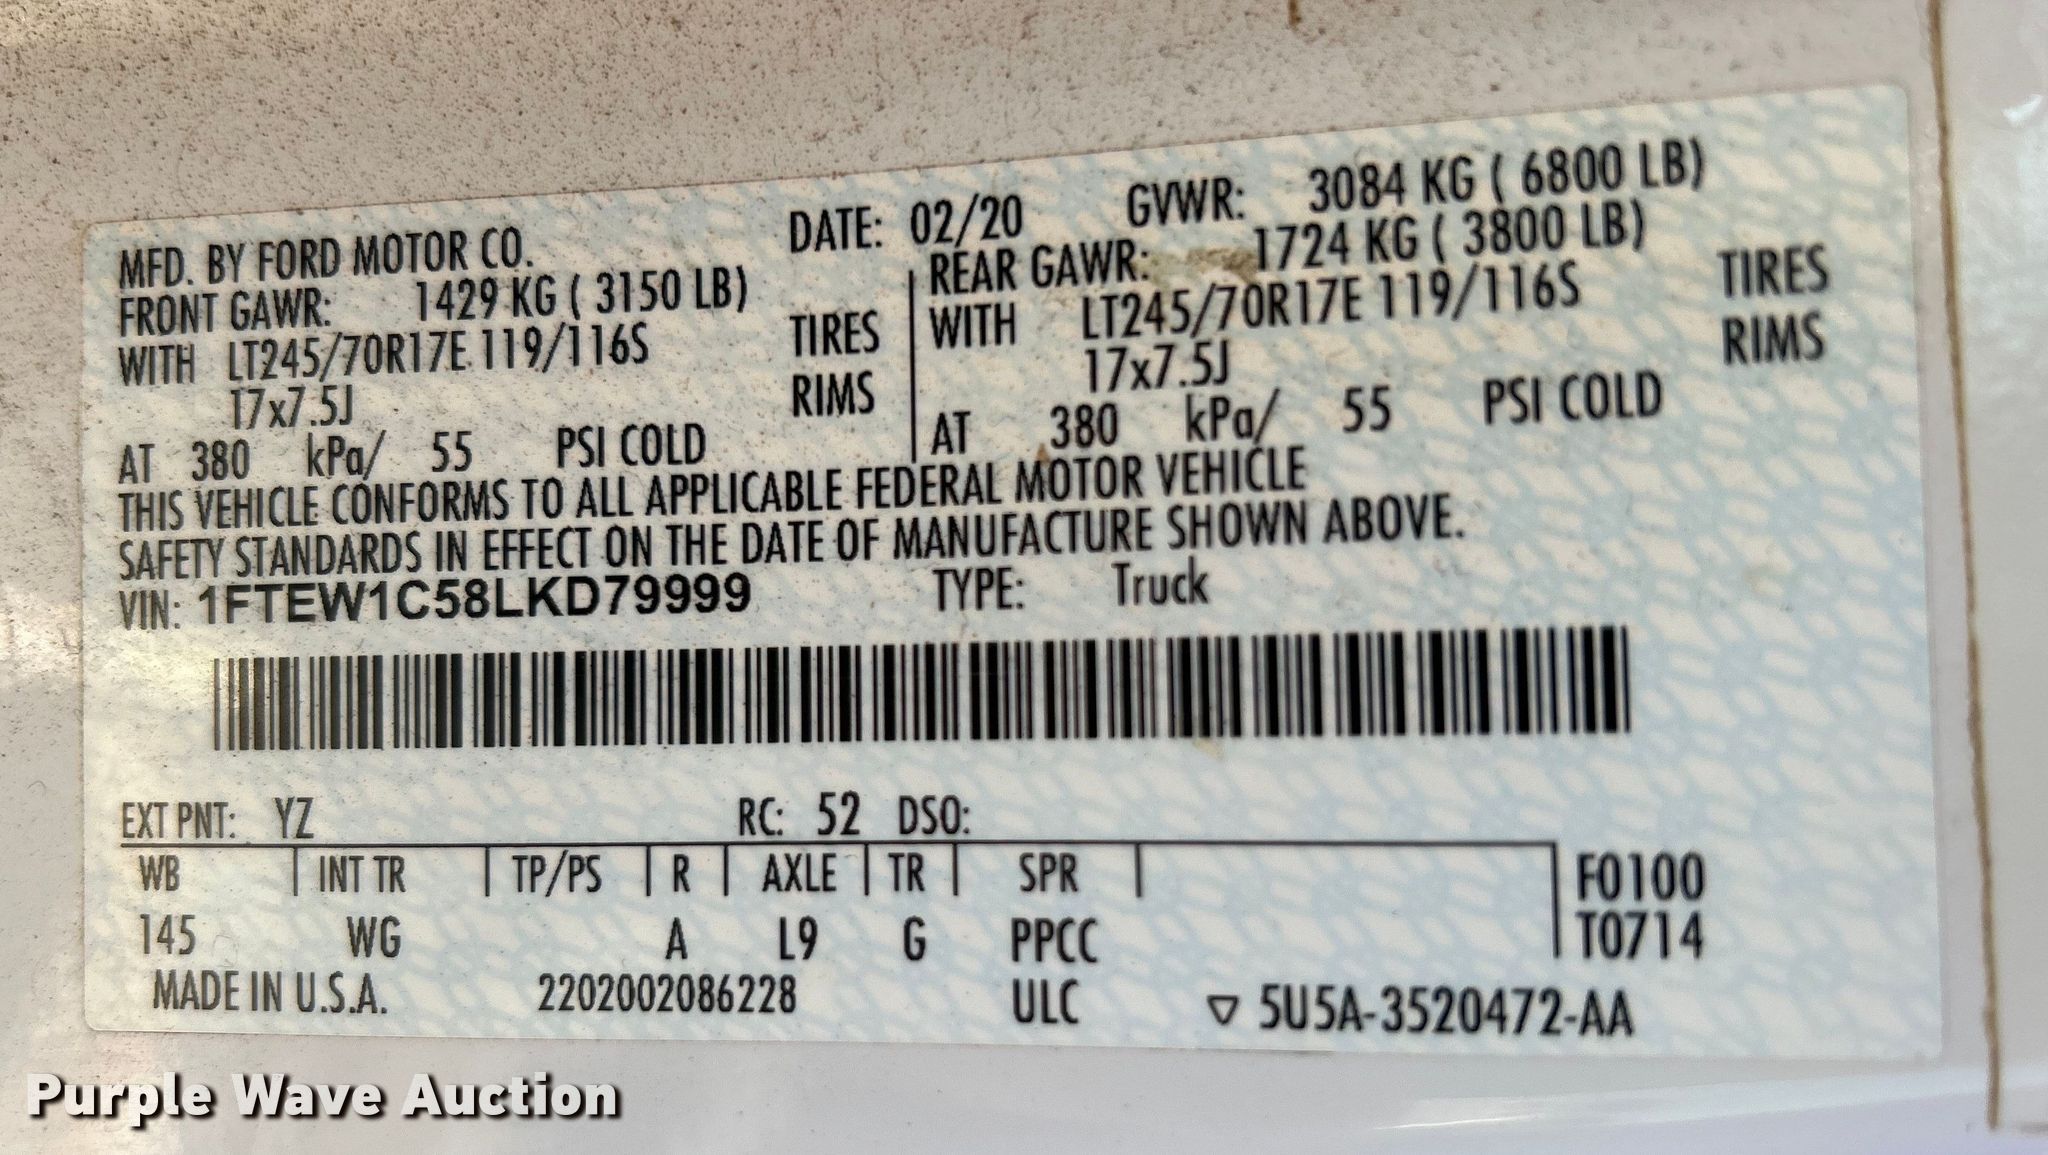 MFD. BY FORD MOTOR CO. DATE: 02/20 GVWR: 3084 KG ( 6800 LB)
FRONT GAWR: 1429 KG ( 3150 LB) REAR GAWR: 1724 KG ( 3800 LB)
WITH LT245/70R17E 119/116S TIRES WITH LT245/70R17E 119/116S TIRES
17x7.5J RIMS 17x7.5J RIMS
AT 380 kPa/ 55 PSI COLD AT 380 kPa/ 55 PSI COLD
THIS VEHICLE CONFORMS TO ALL APPLICABLE FEDERAL MOTOR VEHICLE
SAFETY STANDARDS IN EFFECT ON THE DATE OF MANUFACTURE SHOWN ABOVE.
VIN: 1FTEW1C58LKD79999 TYPE: Truck
EXT PNT: YZ RC: 52 DSO:
WB INT TR TP/PS R AXLE TR SPR F0100
145 WG A L9 G PPCC T0714
MADE IN U.S.A. 2202002086228 ULC ▽ 5U5A-3520472-AA
Purple Wave Auction